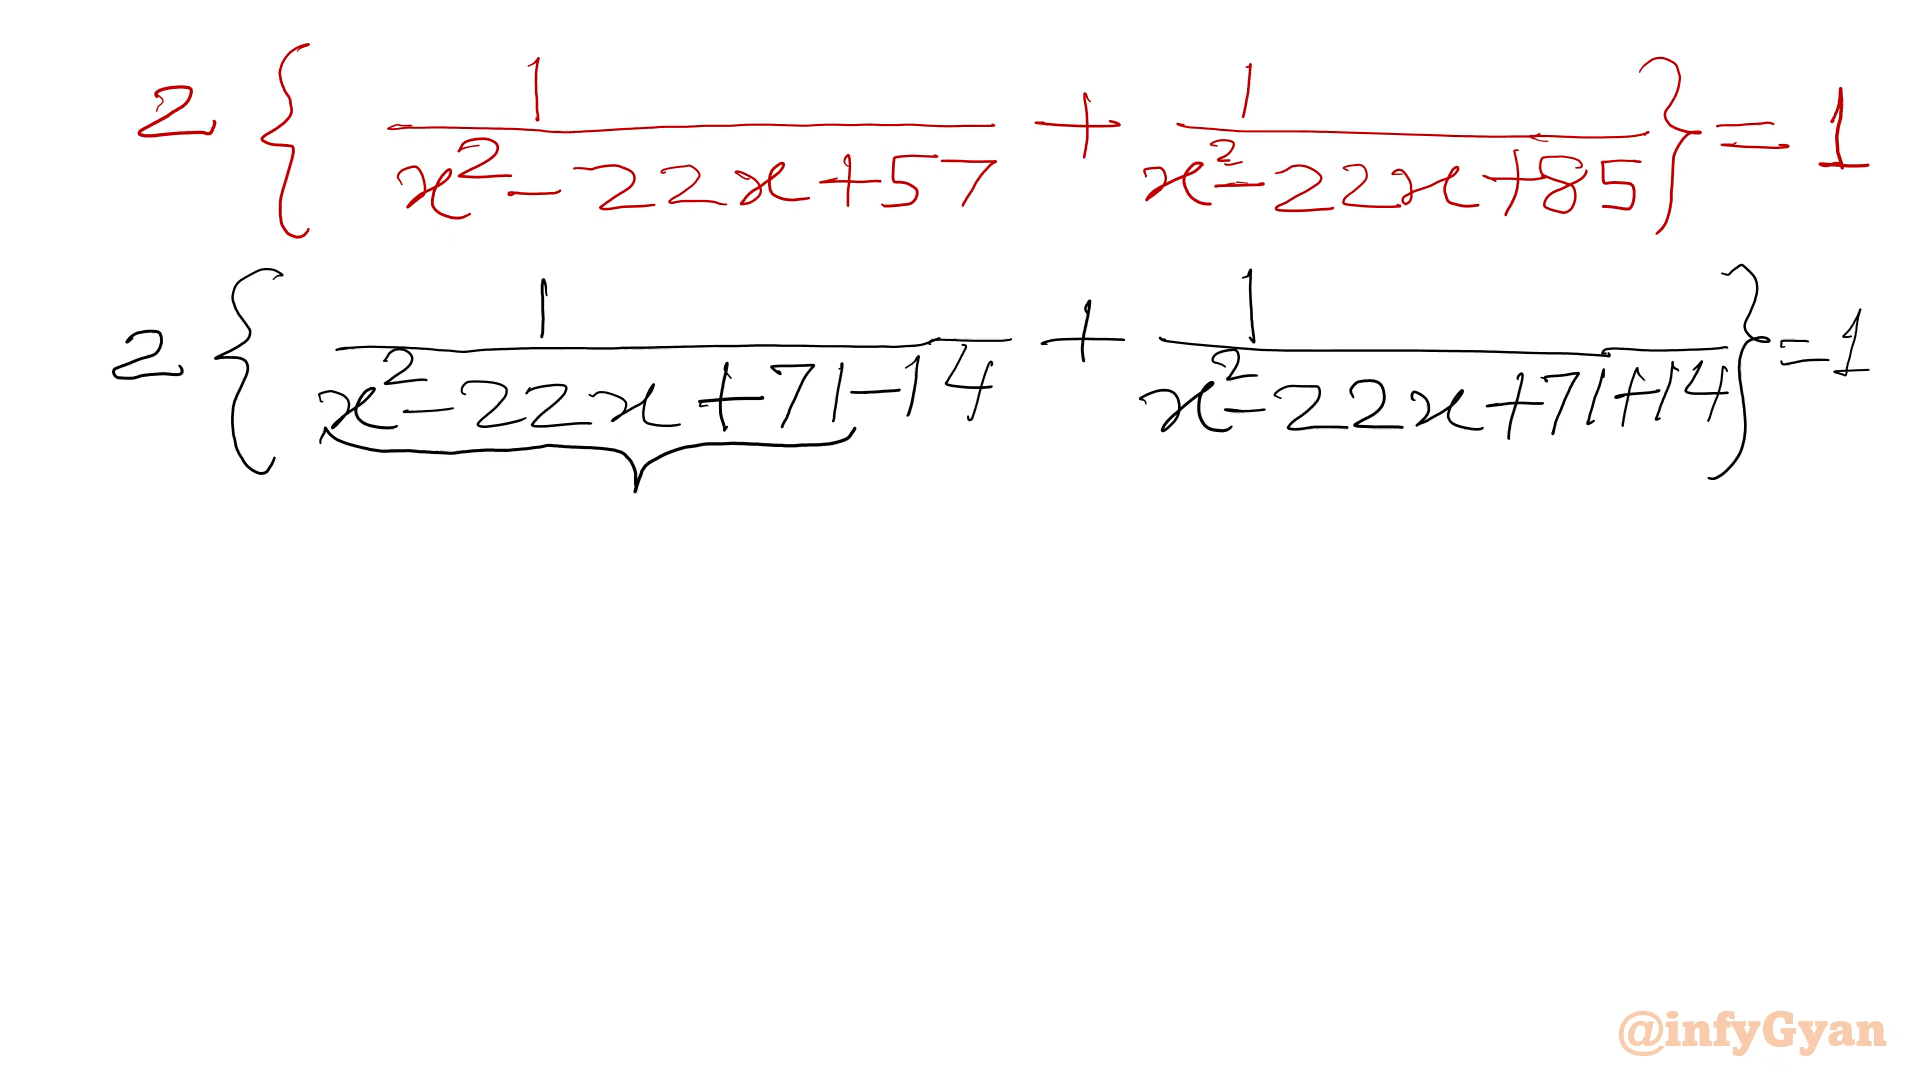 2 { 1/(x² - 22x + 57) + 1/(x² - 22x + 85) } = 1
2 { 1/(x² - 22x + 71 - 14) + 1/(x² - 22x + 71 + 14) } = 1
@infyGyan